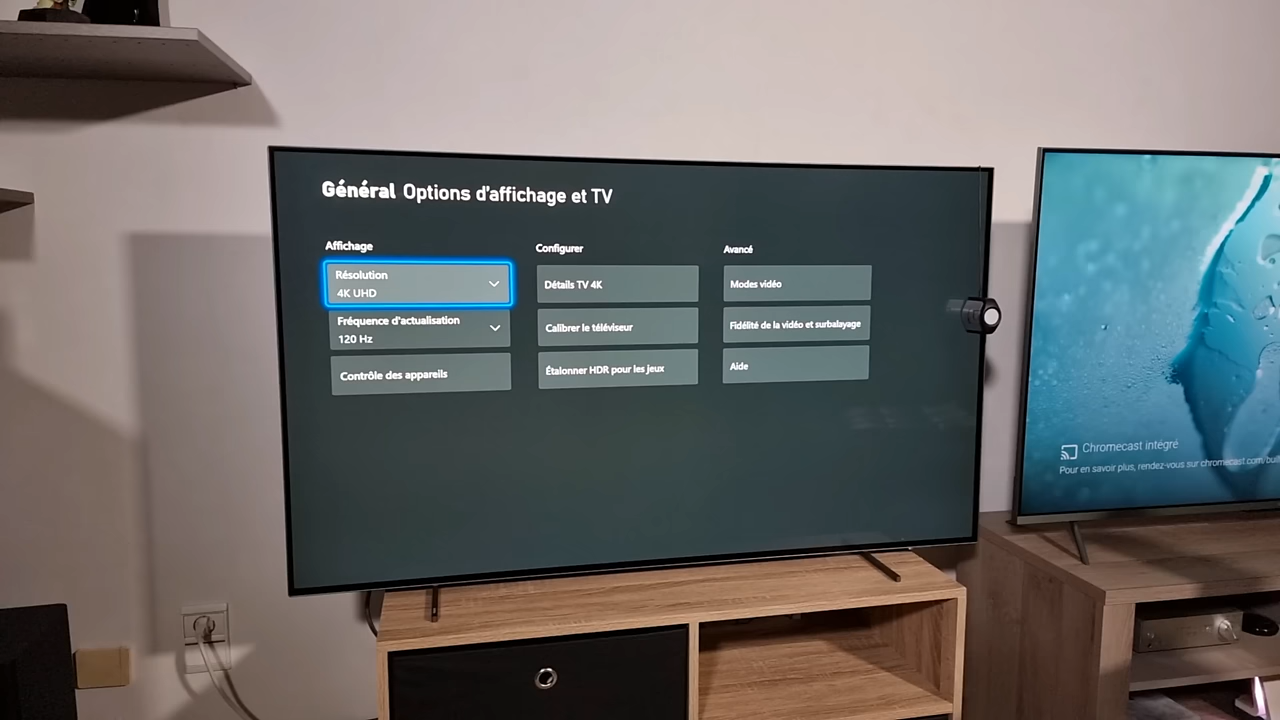 Général Options d'affichage et TV
Affichage
Résolution
4K UHD
Fréquence d'actualisation
120 Hz
Contrôle des appareils
Configurer
Détails TV 4K
Calibrer le téléviseur
Étalonner HDR pour les jeux
Avancé
Modes vidéo
Fidélité de la vidéo et surbalayage
Aide
Chromecast intégré
Pour en savoir plus, rendez-vous sur chromecast.com/buil